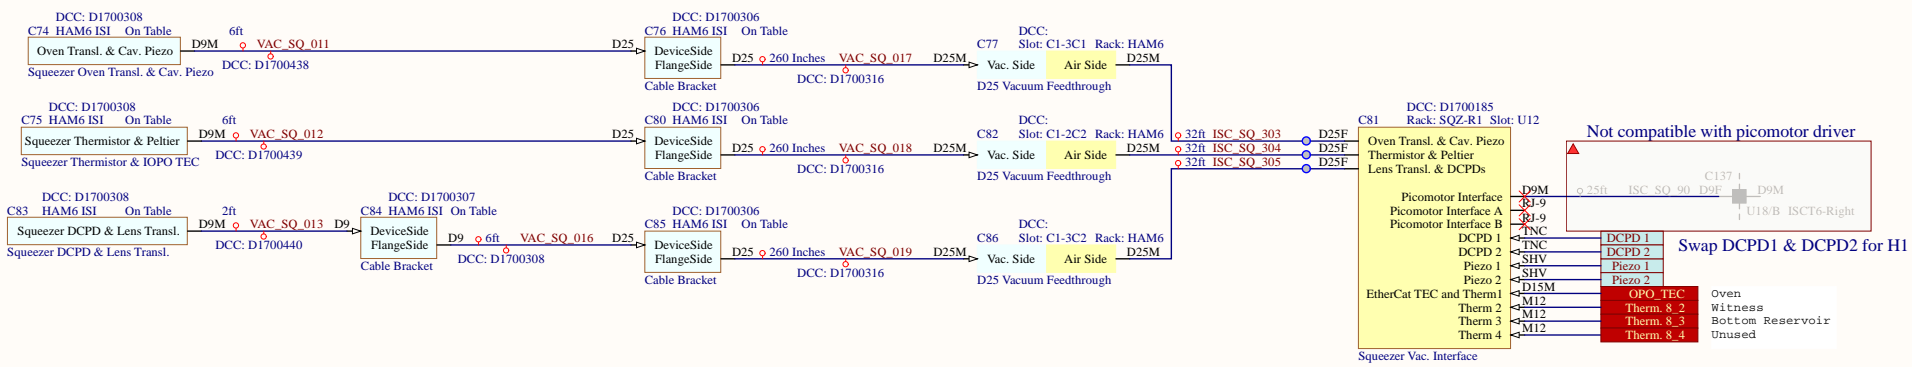 DCC: D1700308
C74 HAM6 ISI On Table
Oven Transl. & Cav. Piezo
Squeezer Oven Transl. & Cav. Piezo
D9M
6ft
VAC_SQ_011
DCC: D1700438
D25
DCC: D1700306
C76 HAM6 ISI On Table
DeviceSide
FlangeSide
Cable Bracket
D25
260 Inches
VAC_SQ_017
DCC: D1700316
D25M
DCC:
Slot: C1-3C1 Rack: HAM6
C77
Vac. Side
Air Side
D25M
D25 Vacuum Feedthrough
DCC: D1700308
C75 HAM6 ISI On Table
Squeezer Thermistor & Peltier
Squeezer Thermistor & IOPO TEC
D9M
6ft
VAC_SQ_012
DCC: D1700439
D25
DCC: D1700306
C80 HAM6 ISI On Table
DeviceSide
FlangeSide
Cable Bracket
D25
260 Inches
VAC_SQ_018
DCC: D1700316
D25M
DCC:
C82 Slot: C1-2C2 Rack: HAM6
Vac. Side
Air Side
D25M
D25 Vacuum Feedthrough
DCC: D1700308
C83 HAM6 ISI On Table
Squeezer DCPD & Lens Transl.
Squeezer DCPD & Lens Transl.
D9M
2ft
VAC_SQ_013
DCC: D1700440
D9
DCC: D1700307
C84 HAM6 ISI On Table
DeviceSide
FlangeSide
Cable Bracket
D9
6ft
VAC_SQ_016
DCC: D1700308
D25
DCC: D1700306
C85 HAM6 ISI On Table
DeviceSide
FlangeSide
Cable Bracket
D25
260 Inches
VAC_SQ_019
DCC: D1700316
D25M
DCC:
C86 Slot: C1-3C2 Rack: HAM6
Vac. Side
Air Side
D25M
D25 Vacuum Feedthrough
32ft ISC_SQ_303 D25F
32ft ISC_SQ_304 D25F
32ft ISC_SQ_305 D25F
DCC: D1700185
C81 Rack: SQZ-R1 Slot: U12
Oven Transl. & Cav. Piezo
Thermistor & Peltier
Lens Transl. & DCPDs
Picomotor Interface
Picomotor Interface A
Picomotor Interface B
DCPD 1
DCPD 2
Piezo 1
Piezo 2
EtherCat TEC and Therm1
Therm 2
Therm 3
Therm 4
Squeezer Vac. Interface
D9M
RJ-9
RJ-9
TNC
TNC
SHV
SHV
D15M
M12
M12
M12
Not compatible with picomotor driver
C137
25ft ISC_SQ_90 D9F D9M
U18/B ISCT6-Right
Swap DCPD1 & DCPD2 for H1
DCPD 1
DCPD 2
Piezo 1
Piezo 2
OPO_TEC Oven
Therm. 8_2 Witness
Therm. 8_3 Bottom Reservoir
Therm. 8_4 Unused